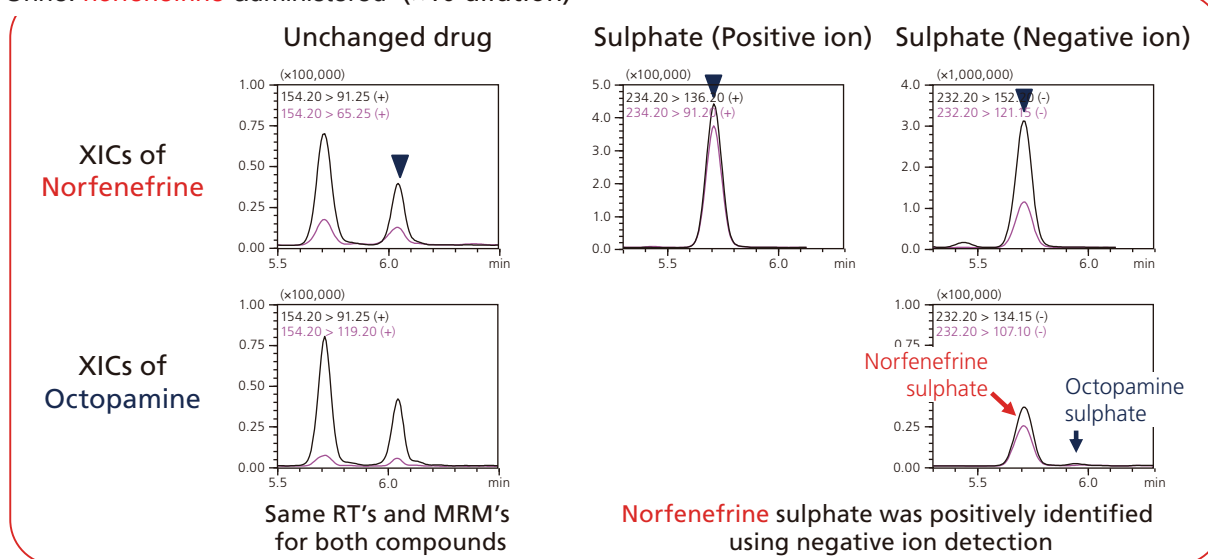 Urine: norfenefrine administered (×10 dilution)
Unchanged drug
Sulphate (Positive ion)
Sulphate (Negative ion)
XICs of
Norfenefrine
(×100,000)
154.20 > 91.25 (+)
154.20 > 65.25 (+)
1.00
0.75
0.50
0.25
0.00
5.5
6.0
min
(×100,000)
234.20 > 136.20 (+)
234.20 > 91.20 (+)
5.0
4.0
3.0
2.0
1.0
0.0
5.5
6.0
min
(×1,000,000)
232.20 > (-)
232.20 > 121.15 (-)
4.0
3.0
2.0
1.0
0.0
5.5
6.0
min
XICs of
Octopamine
(×100,000)
154.20 > 91.25 (+)
154.20 > 119.20 (+)
1.00
0.75
0.50
0.25
0.00
5.5
6.0
min
(×100,000)
232.20 > 134.15 (-)
232.20 > 107.10 (-)
1.00
0.75
0.25
0.00
5.5
6.0
min
Norfenefrine
sulphate
Octopamine
sulphate
Same RT's and MRM's
for both compounds
Norfenefrine sulphate was positively identified
using negative ion detection